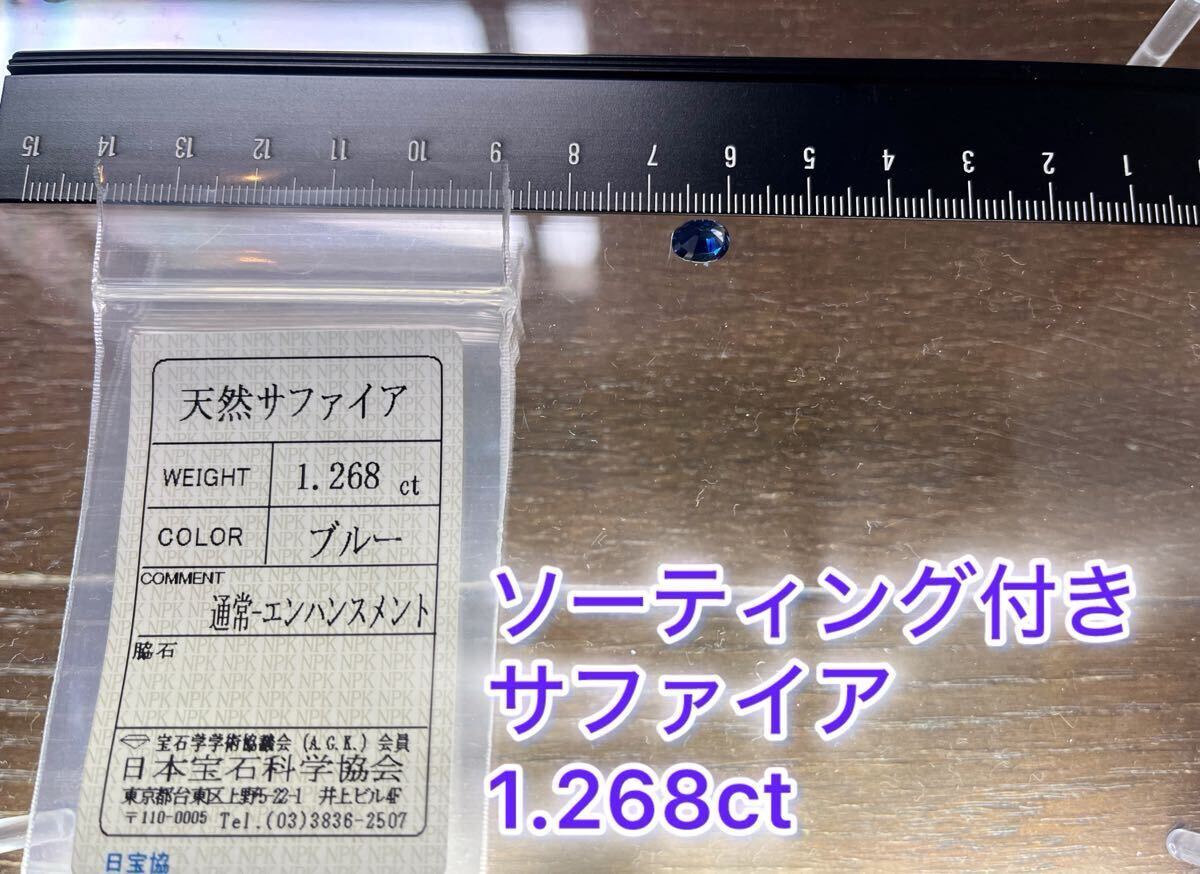 15 14 13 12 11 10 9 8 7 6 5 4 3 2 1
天然サファイア
WEIGHT 1.268 ct
COLOR ブルー
COMMENT
通常-エンハンスメント
脇石
宝石学学術協議会 (A.G.K.) 会員
日本宝石科学協会
東京都台東区上野5-22-1 井上ビル4F
〒110-0005 Tel.(03)3836-2507
日宝協
ソーティング付き
サファイア
1.268ct